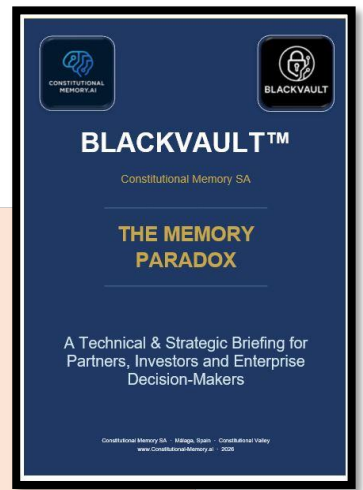 CONSTITUTIONAL
MEMORY.AI
BLACKVAULT
BLACKVAULT™
Constitutional Memory SA
THE MEMORY
PARADOX
A Technical & Strategic Briefing for
Partners, Investors and Enterprise
Decision-Makers
Constitutional Memory SA - Málaga, Spain - Constitutional Valley
www.Constitutional-Memory.ai - 2026